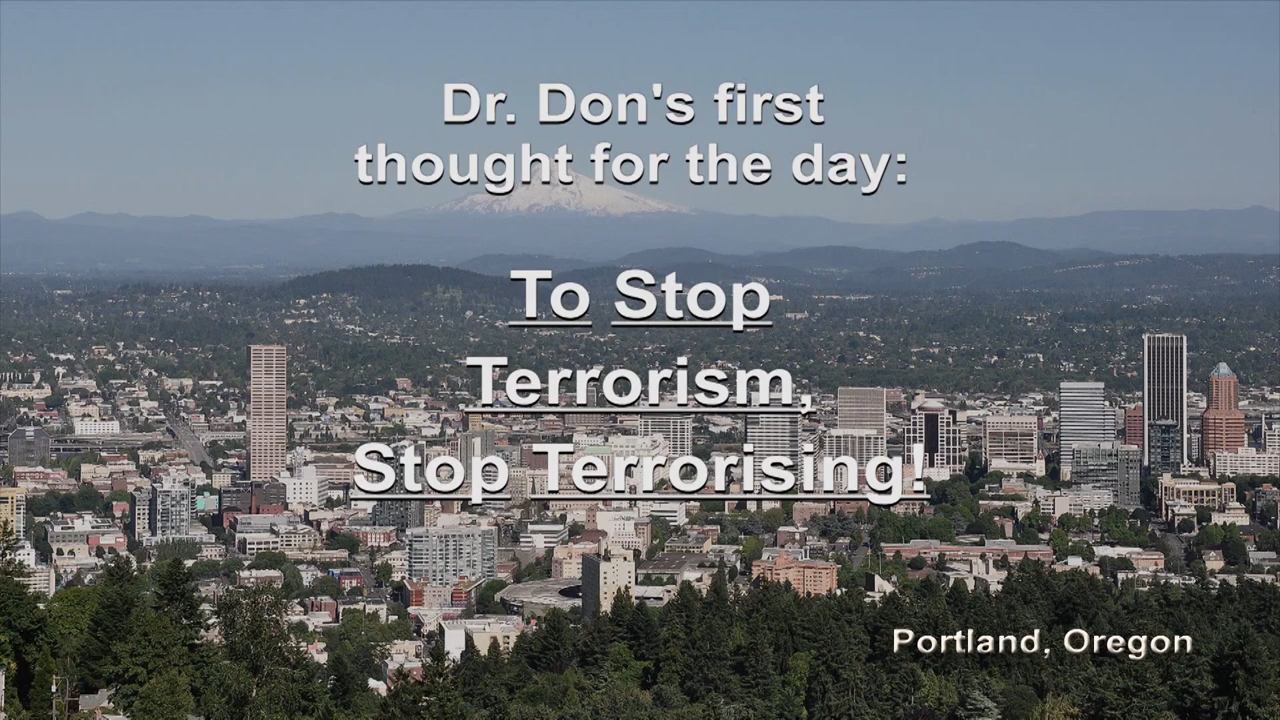 Dr. Don's first
thought for the day:
To Stop
Terrorism,
Stop Terrorising!
Portland, Oregon